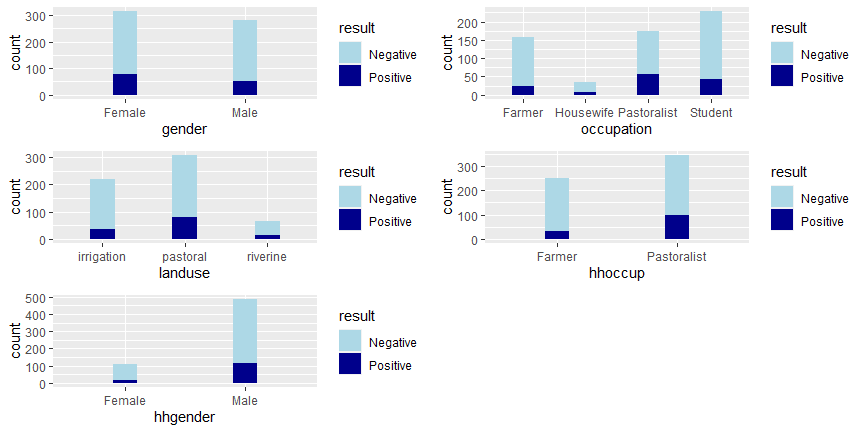 300
200
100
0
count
Female Male
gender
result
Negative
Positive
200
150
100
50
0
count
Farmer Housewife Pastoralist Student
occupation
result
Negative
Positive
300
200
100
0
count
irrigation pastoral riverine
landuse
result
Negative
Positive
300
200
100
0
count
Farmer Pastoralist
hhoccup
result
Negative
Positive
500
400
300
200
100
0
count
Female Male
hhgender
result
Negative
Positive